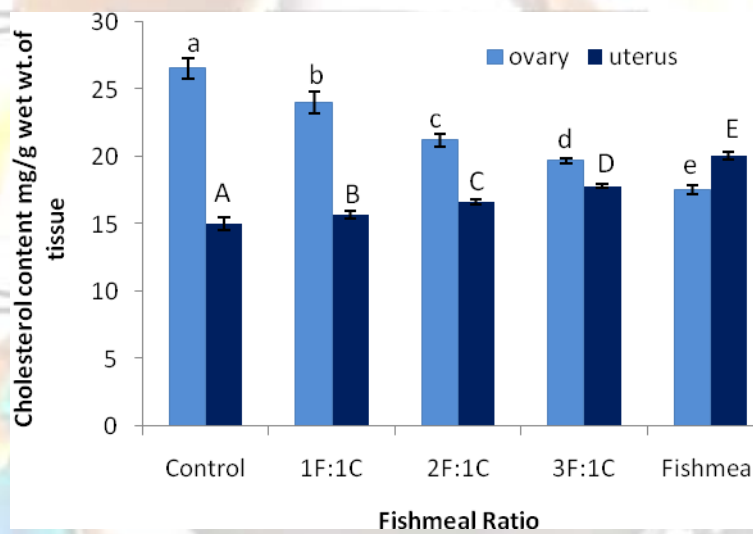 30
25
20
15
10
5
0
Cholesterol content mg/g wet wt.of
tissue
ovary uterus
a
A
b
B
c
C
d
D
e
E
Control 1F:1C 2F:1C 3F:1C Fishmea
Fishmeal Ratio